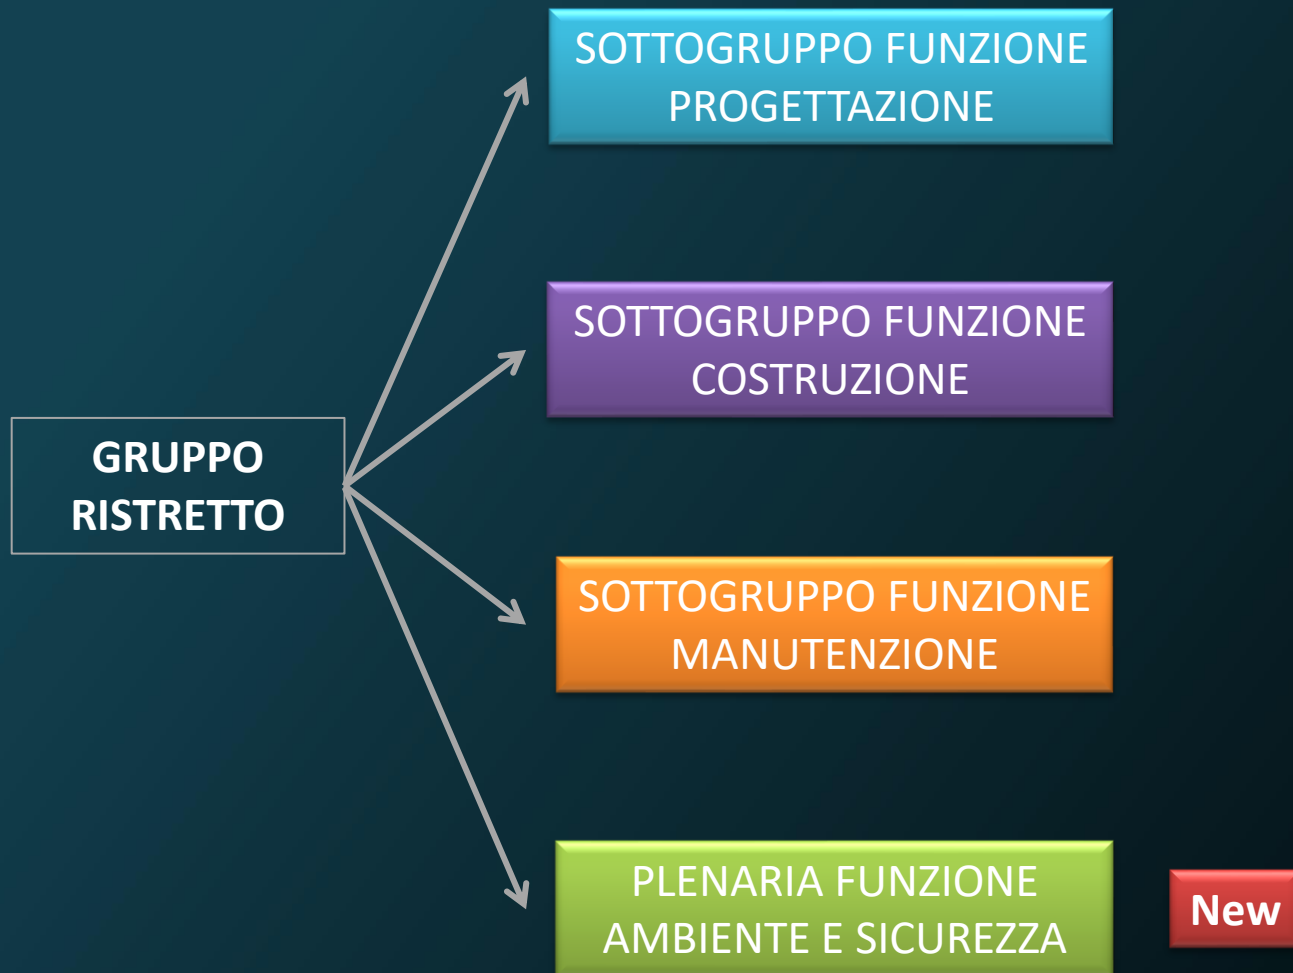 SOTTOGRUPPO FUNZIONE
PROGETTAZIONE
SOTTOGRUPPO FUNZIONE
COSTRUZIONE
GRUPPO
RISTRETTO
SOTTOGRUPPO FUNZIONE
MANUTENZIONE
PLENARIA FUNZIONE
AMBIENTE E SICUREZZA
New